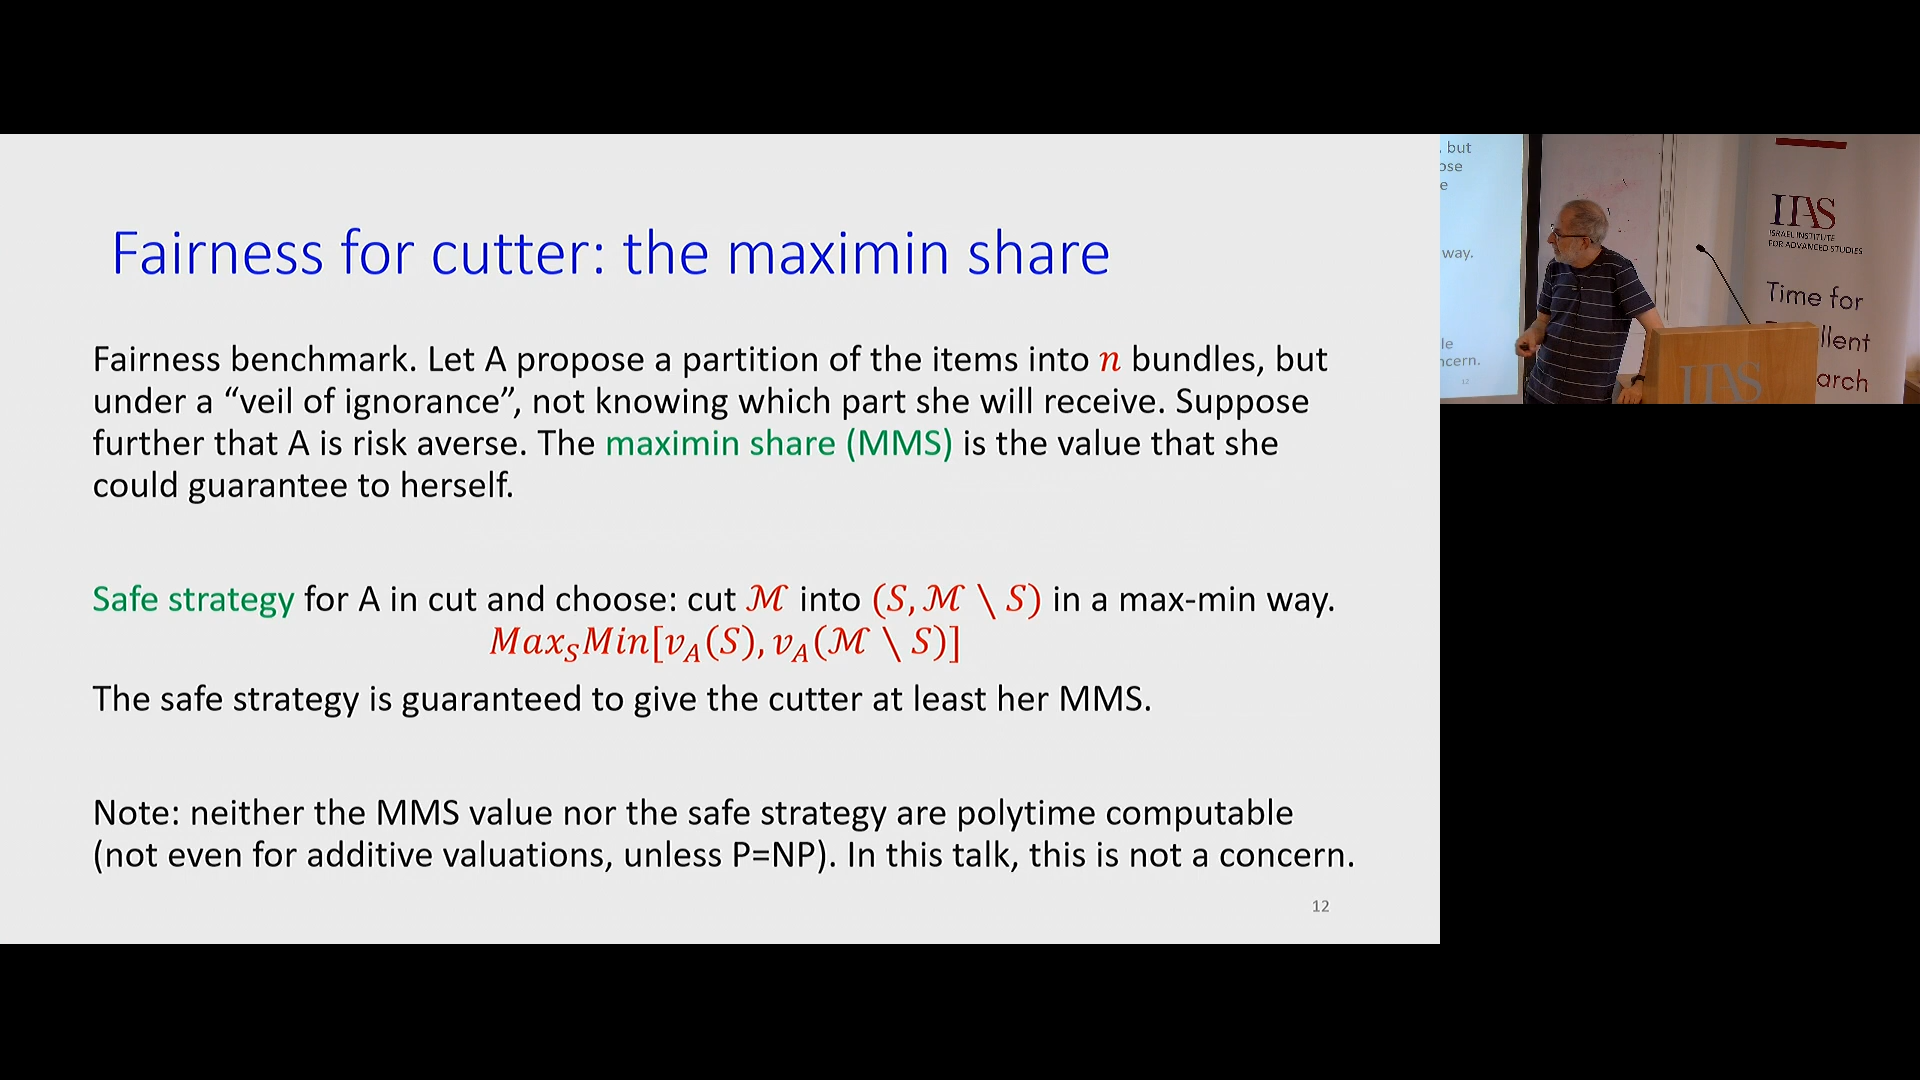 Fairness for cutter: the maximin share
Fairness benchmark. Let A propose a partition of the items into n bundles, but
under a “veil of ignorance”, not knowing which part she will receive. Suppose
further that A is risk averse. The maximin share (MMS) is the value that she
could guarantee to herself.
Safe strategy for A in cut and choose: cut ℳ into (S, ℳ \ S) in a max-min way.
Max_S Min[v_A(S), v_A(ℳ \ S)]
The safe strategy is guaranteed to give the cutter at least her MMS.
Note: neither the MMS value nor the safe strategy are polytime computable
(not even for additive valuations, unless P=NP). In this talk, this is not a concern.
12
, but
ose
e
way.
le
ncern.
12
IIAS
ISRAEL INSTITUTE
FOR ADVANCED STUDIES
Time for
llent
arch
IIAS